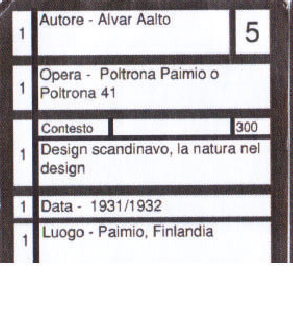 1 Autore - Alvar Aalto 5
1 Opera - Poltrona Paimio o
Poltrona 41
Contesto 300
1 Design scandinavo, la natura nel
design
1 Data - 1931/1932
1 Luogo - Paimio, Finlandia